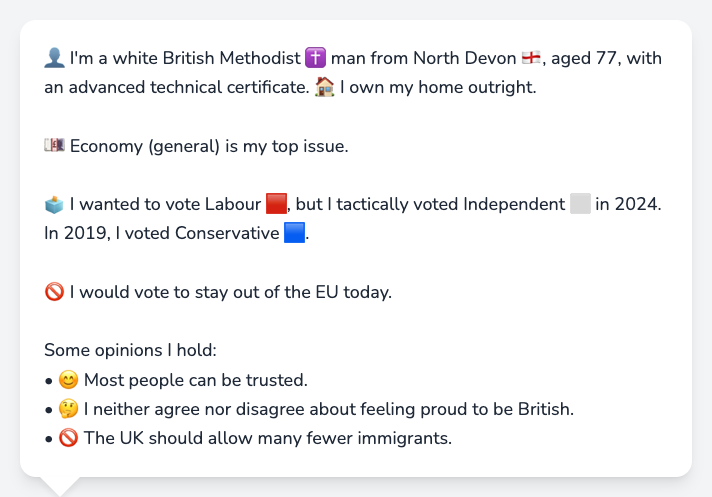 👤 I'm a white British Methodist ✝️ man from North Devon 🏴󠁧󠁢󠁥󠁮󠁧󠁿, aged 77, with
an advanced technical certificate. 🏠 I own my home outright.
💷 Economy (general) is my top issue.
🗳️ I wanted to vote Labour 🟥, but I tactically voted Independent ⬜ in 2024.
In 2019, I voted Conservative 🟦.
🚫 I would vote to stay out of the EU today.
Some opinions I hold:
• 😊 Most people can be trusted.
• 🤔 I neither agree nor disagree about feeling proud to be British.
• 🚫 The UK should allow many fewer immigrants.